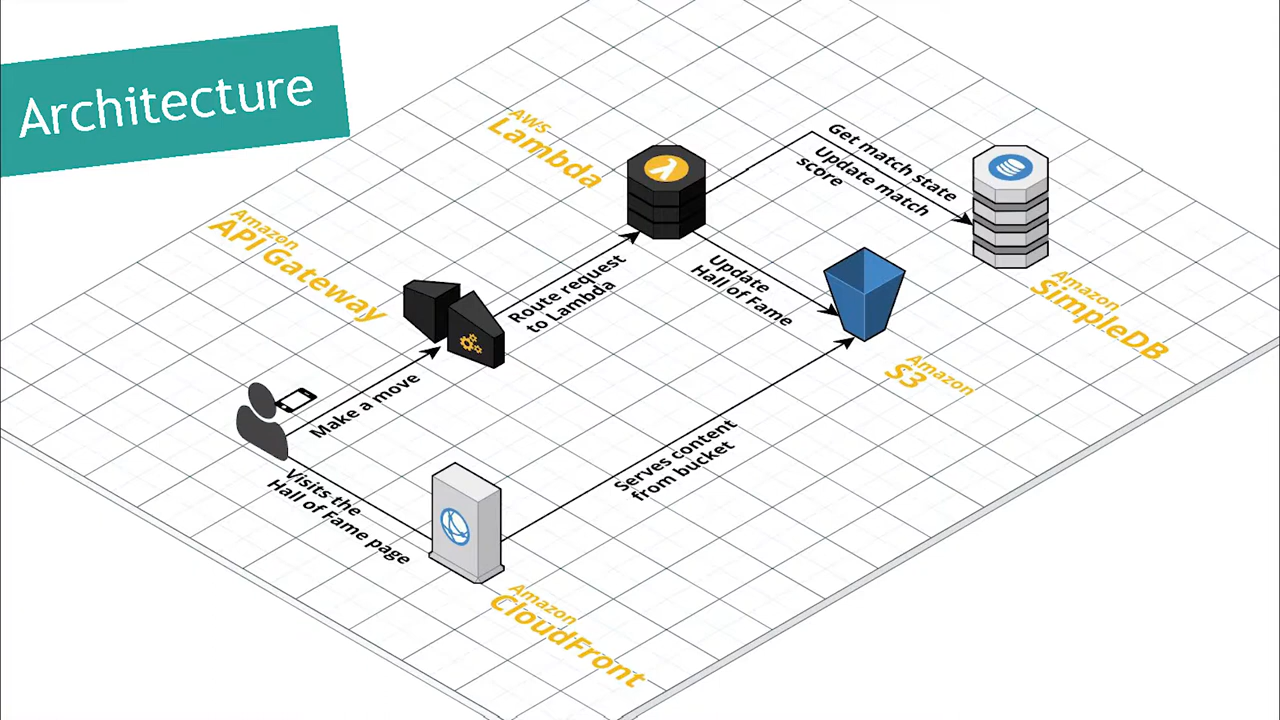 Architecture
AWS
Lambda
Get match state
Update match
score
Amazon
API Gateway
Route request
to Lambda
Update
Hall of Fame
Amazon
SimpleDB
Amazon
S3
Make a move
Serves content
from bucket
Visits the
Hall of Fame page
Amazon
CloudFront